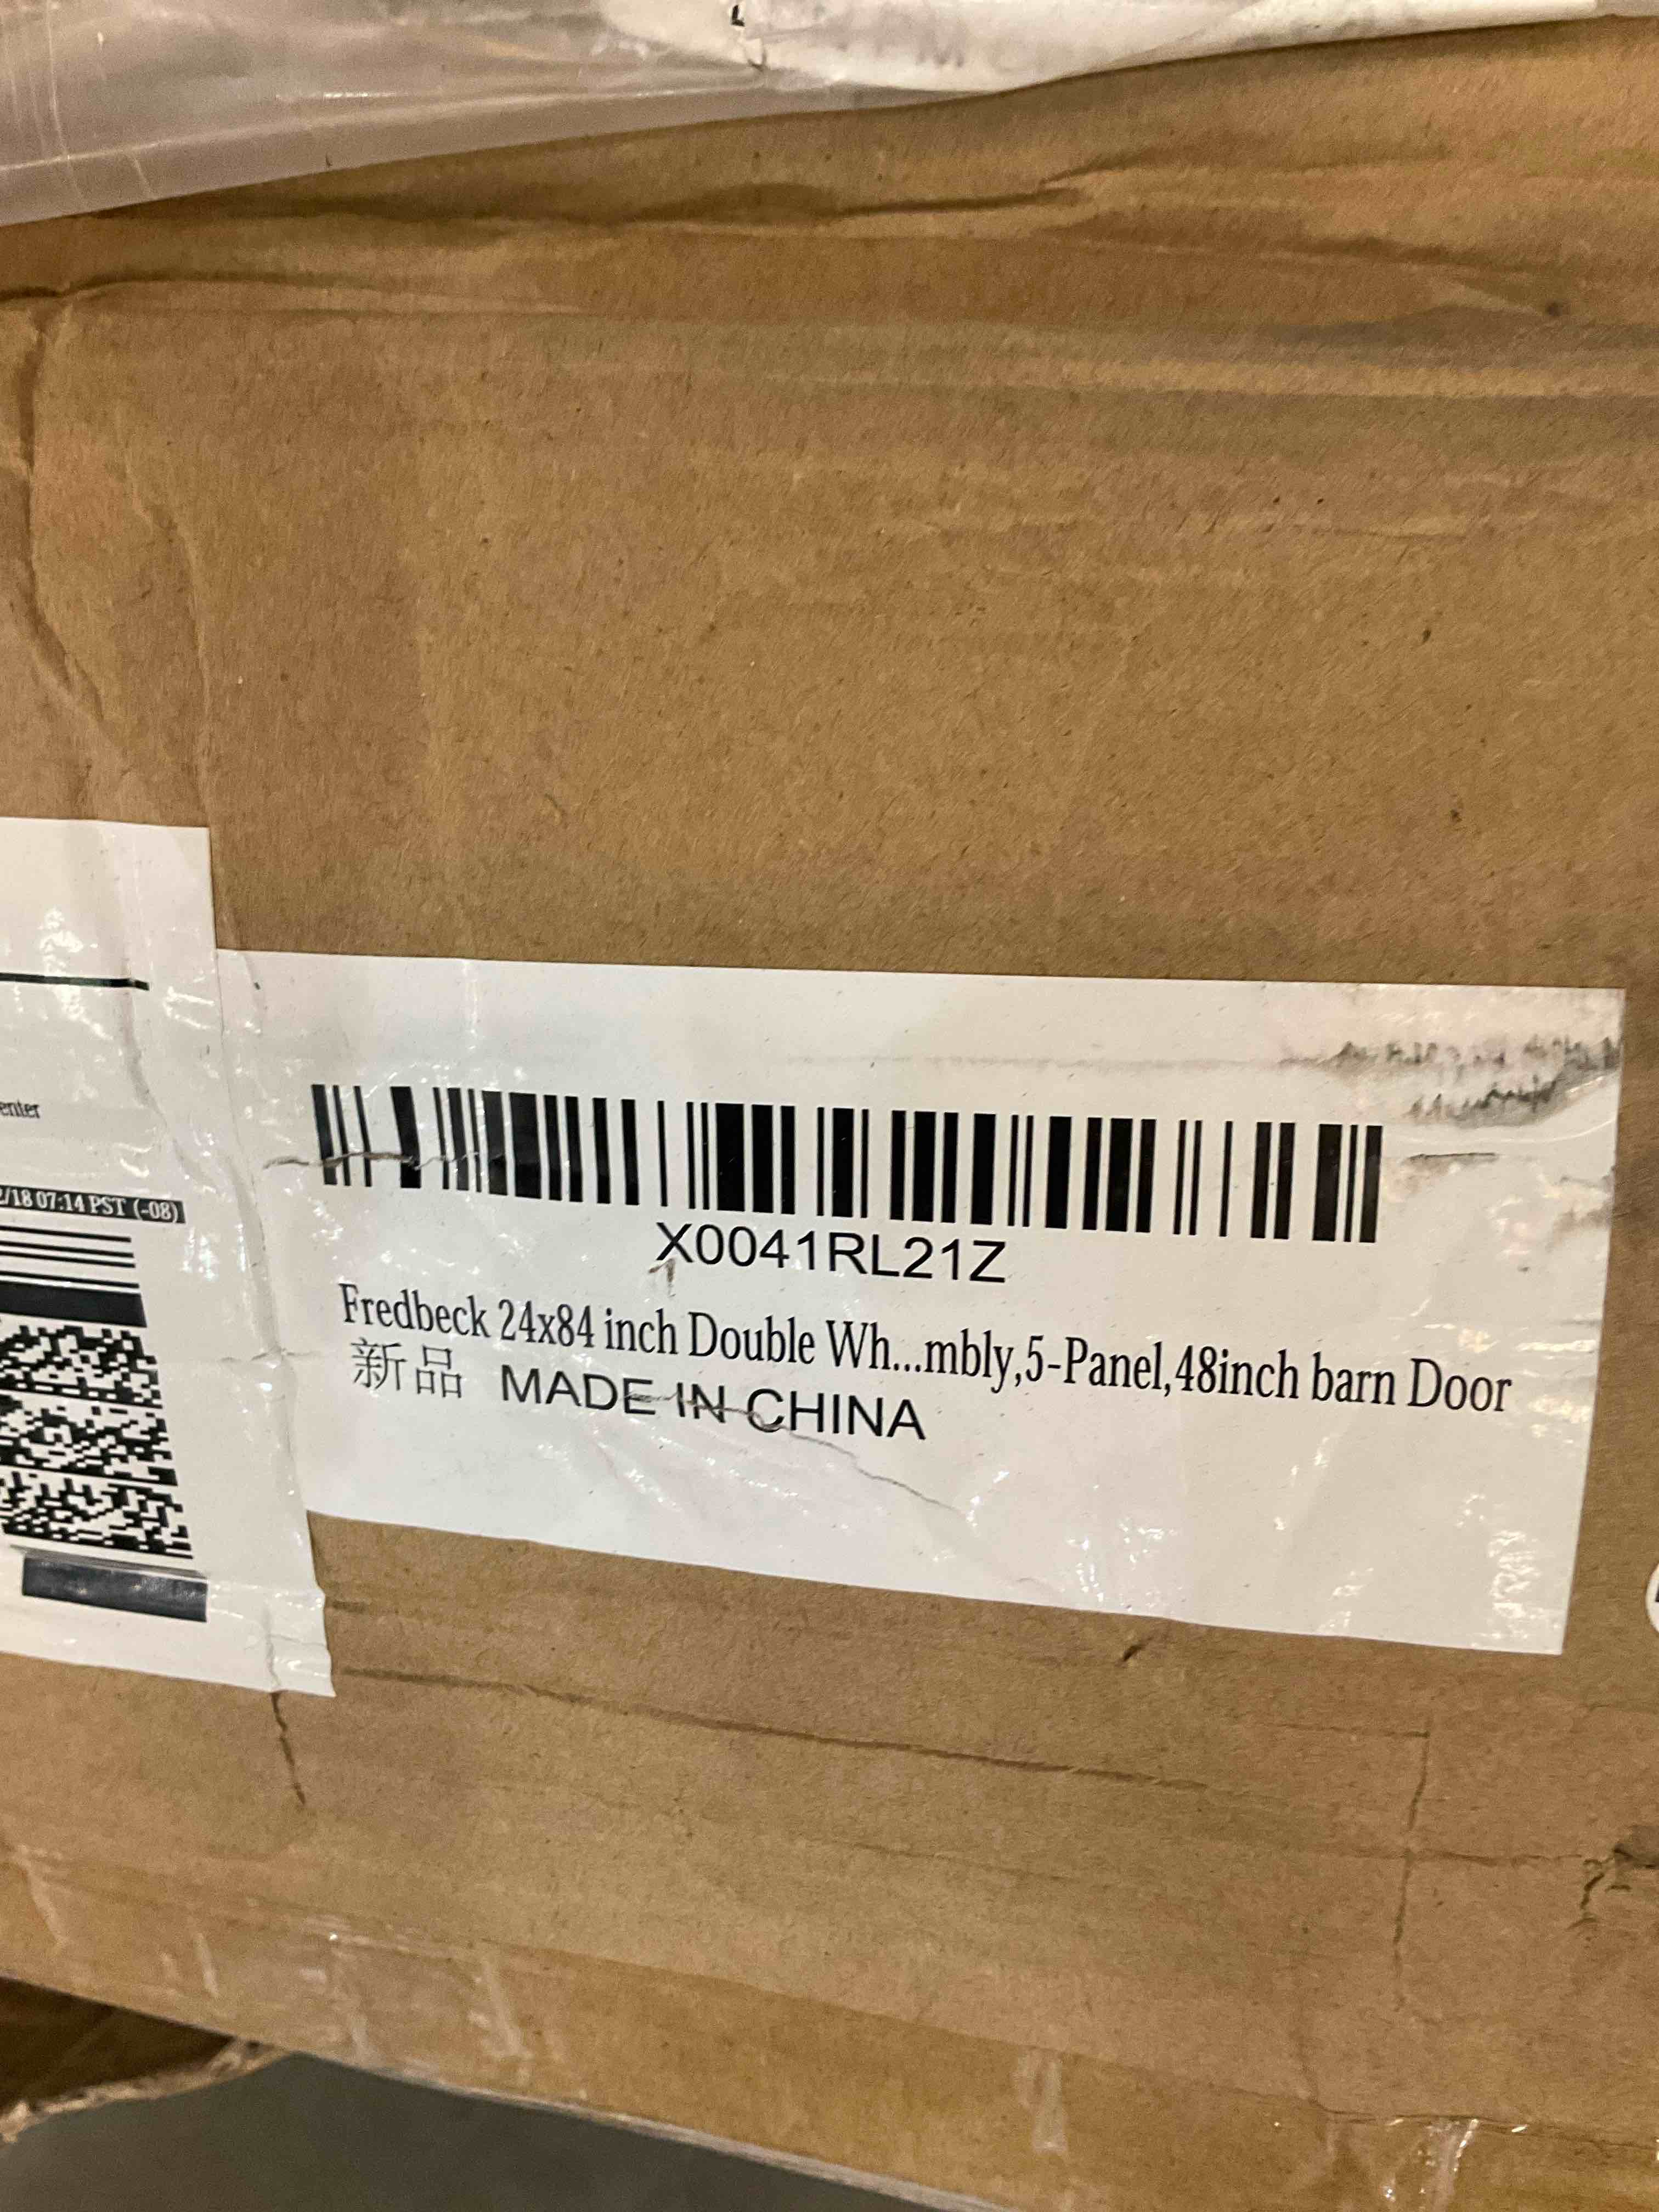 enter
/18 07:14 PST (-08)
X0041RL21Z
Fredbeck 24x84 inch Double Wh...mbly,5-Panel,48inch barn Door
新品 MADE IN CHINA